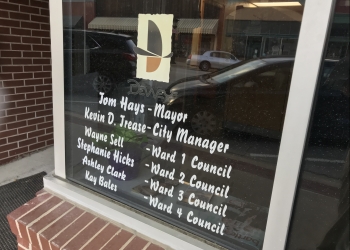 Tom Hays - Mayor
Kevin D. Trease - City Manager
Wayne Sell - Ward 1 Council
Stephanie Hicks - Ward 2 Council
Ashley Clark - Ward 3 Council
Kay Bales - Ward 4 Council